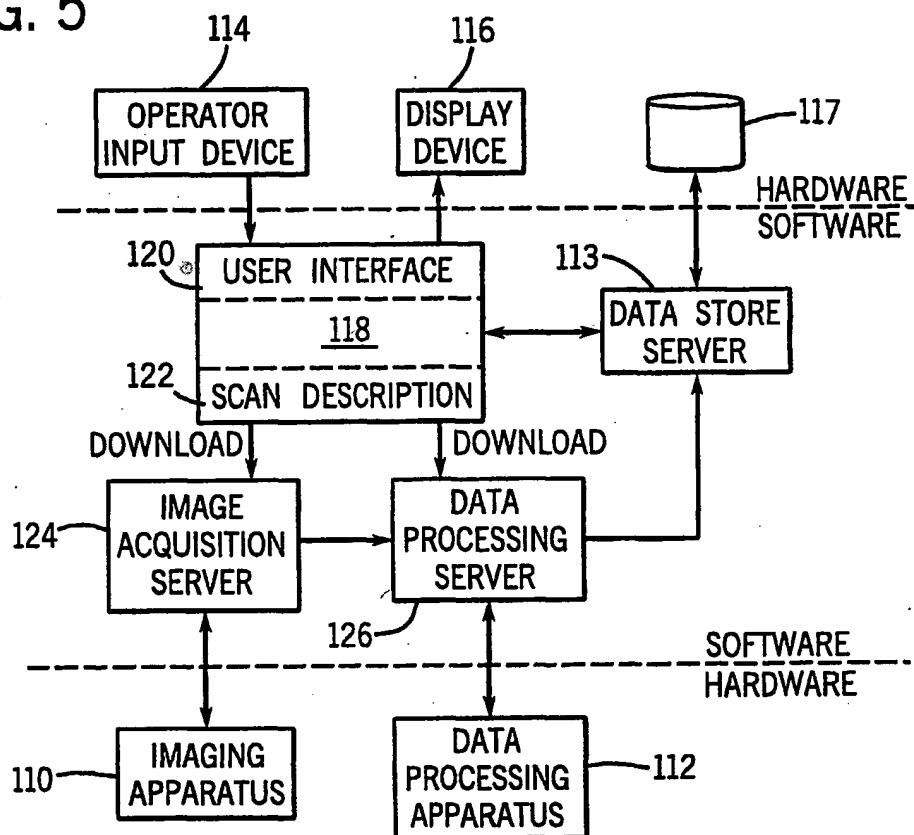 G. 5
114
116
OPERATOR
INPUT DEVICE
DISPLAY
DEVICE
117
HARDWARE
SOFTWARE
120
USER INTERFACE
113
118
DATA STORE
SERVER
122
SCAN DESCRIPTION
DOWNLOAD
DOWNLOAD
124
IMAGE
ACQUISITION
SERVER
DATA
PROCESSING
SERVER
126
SOFTWARE
HARDWARE
110
IMAGING
APPARATUS
DATA
PROCESSING
APPARATUS
112